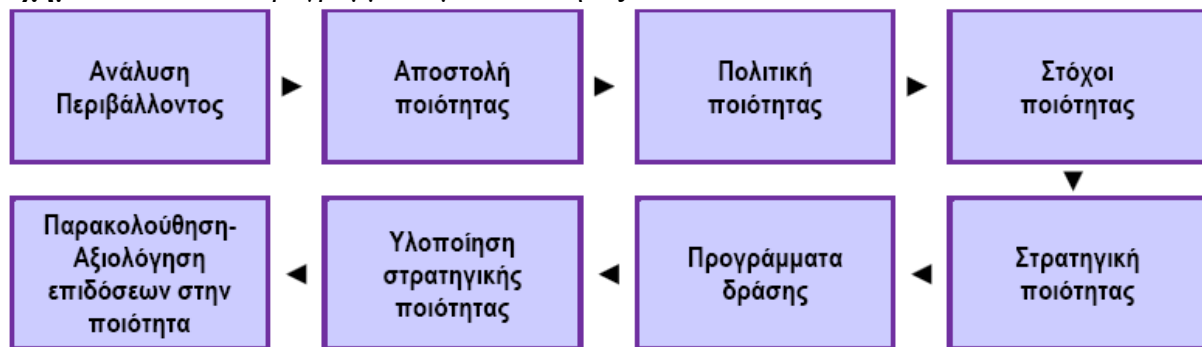 Ανάλυση
Περιβάλλοντος
Αποστολή
ποιότητας
Πολιτική
ποιότητας
Στόχοι
ποιότητας
Στρατηγική
ποιότητας
Προγράμματα
δράσης
Υλοποίηση
στρατηγικής
ποιότητας
Παρακολούθηση-
Αξιολόγηση
επιδόσεων στην
ποιότητα